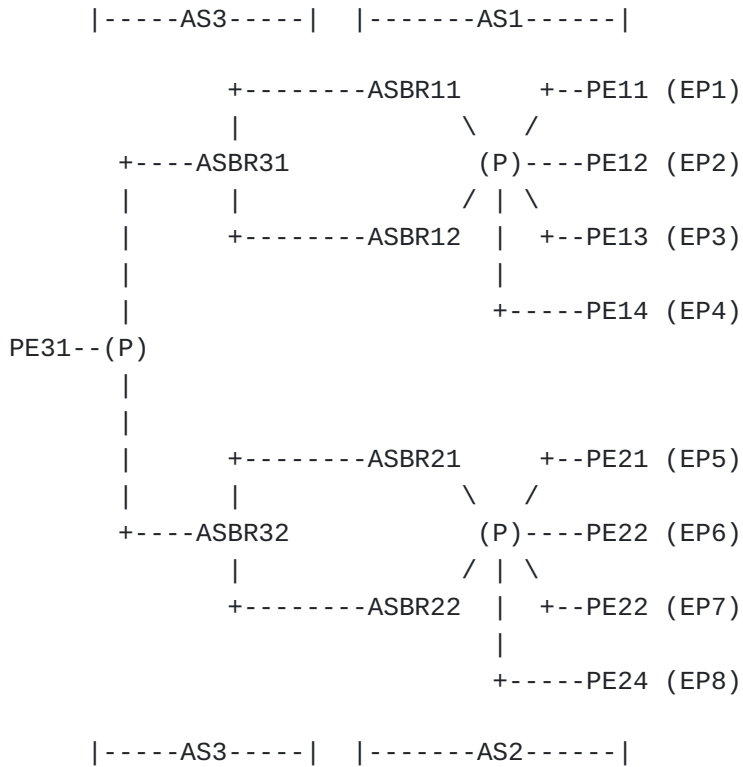 |-----AS3-----|  |-------AS1------|
+--------ASBR11     +--PE11 (EP1)
|              \   /
+----ASBR31            (P)----PE12 (EP2)
|      |              / | \
|      +--------ASBR12  |  +--PE13 (EP3)
|                       |
|                       +-----PE14 (EP4)
PE31--(P)
|
|
|      +--------ASBR21     +--PE21 (EP5)
|      |              \   /
+----ASBR32            (P)----PE22 (EP6)
|              / | \
+--------ASBR22  |  +--PE22 (EP7)
|
+-----PE24 (EP8)
|-----AS3-----|  |-------AS2------|